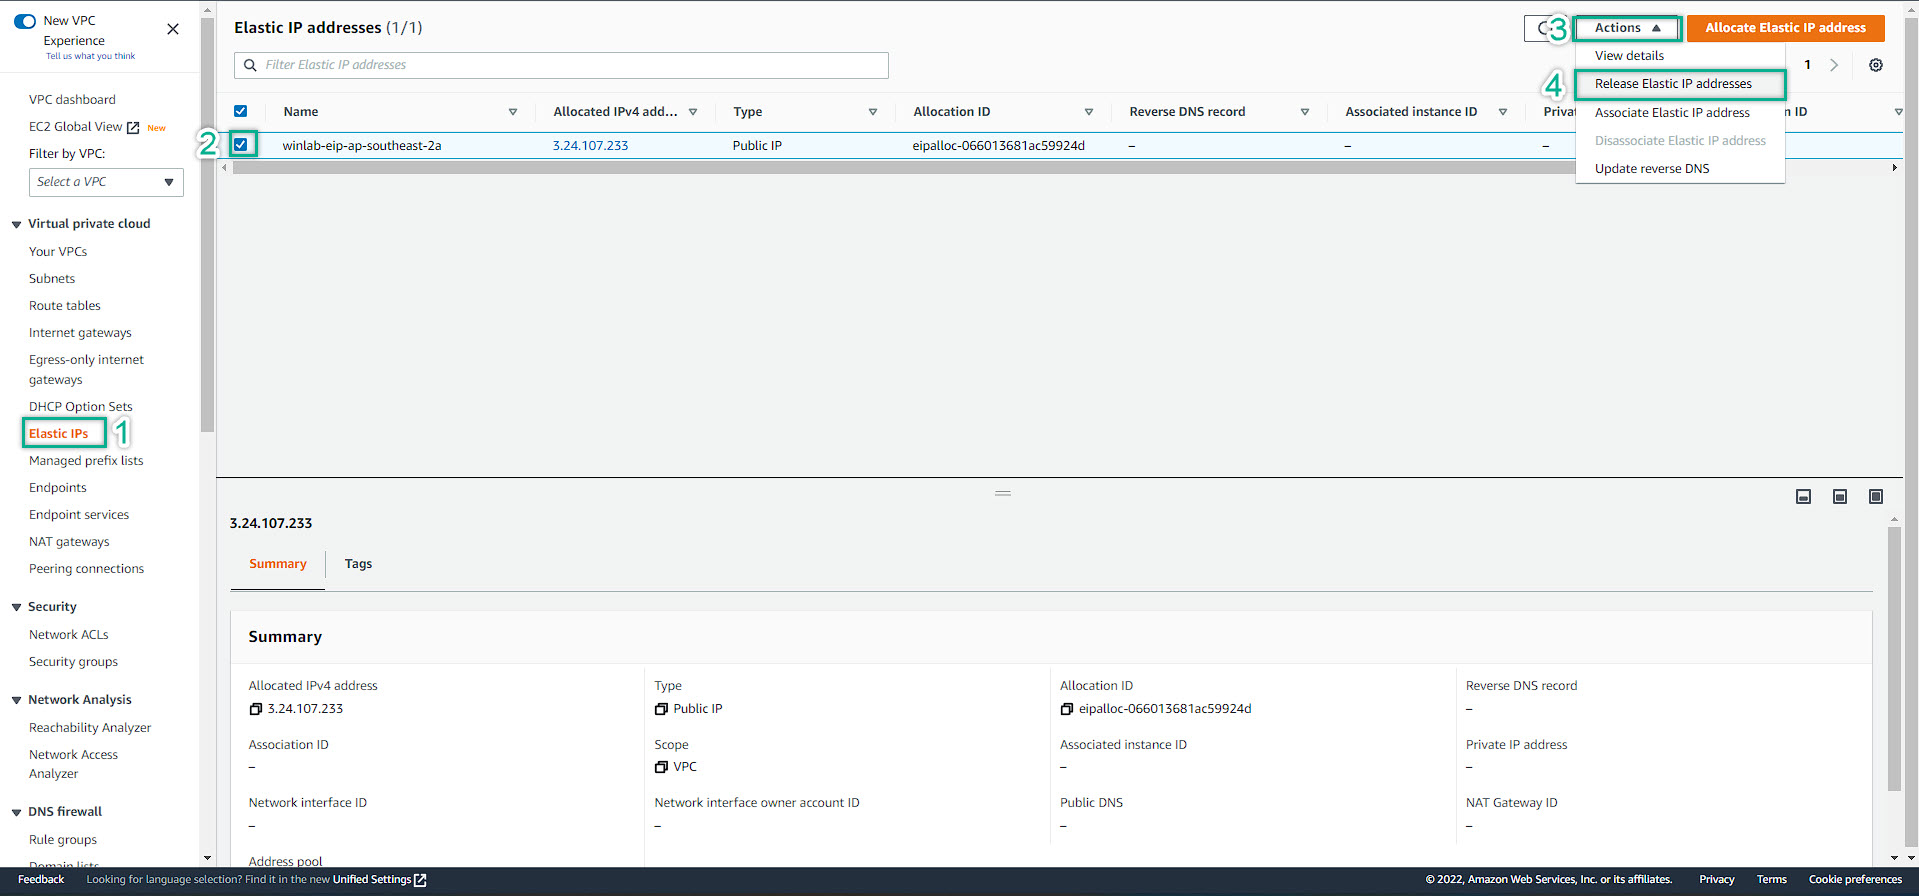 New VPC
Experience
Tell us what you think
VPC dashboard
EC2 Global View New
Filter by VPC:
Select a VPC
Virtual private cloud
Your VPCs
Subnets
Route tables
Internet gateways
Egress-only internet
gateways
DHCP Option Sets
Elastic IPs 1
Managed prefix lists
Endpoints
Endpoint services
NAT gateways
Peering connections
Security
Network ACLs
Security groups
Network Analysis
Reachability Analyzer
Network Access
Analyzer
DNS firewall
Rule groups
Domain lists
Elastic IP addresses (1/1)
3 Actions Allocate Elastic IP address
Filter Elastic IP addresses
1
View details
4 Release Elastic IP addresses
Associate Elastic IP address
Disassociate Elastic IP address
Update reverse DNS
Name Allocated IPv4 add... Type Allocation ID Reverse DNS record Associated instance ID ID
2 winlab-eip-ap-southeast-2a 3.24.107.233 Public IP eipalloc-066013681ac59924d – – –
3.24.107.233
Summary Tags
Summary
Allocated IPv4 address Type Allocation ID Reverse DNS record
3.24.107.233 Public IP eipalloc-066013681ac59924d –
Association ID Scope Associated instance ID Private IP address
– VPC – –
Network interface ID Network interface owner account ID Public DNS NAT Gateway ID
– – – –
Address pool
Feedback Looking for language selection? Find it in the new Unified Settings © 2022, Amazon Web Services, Inc. or its affiliates. Privacy Terms Cookie preferences